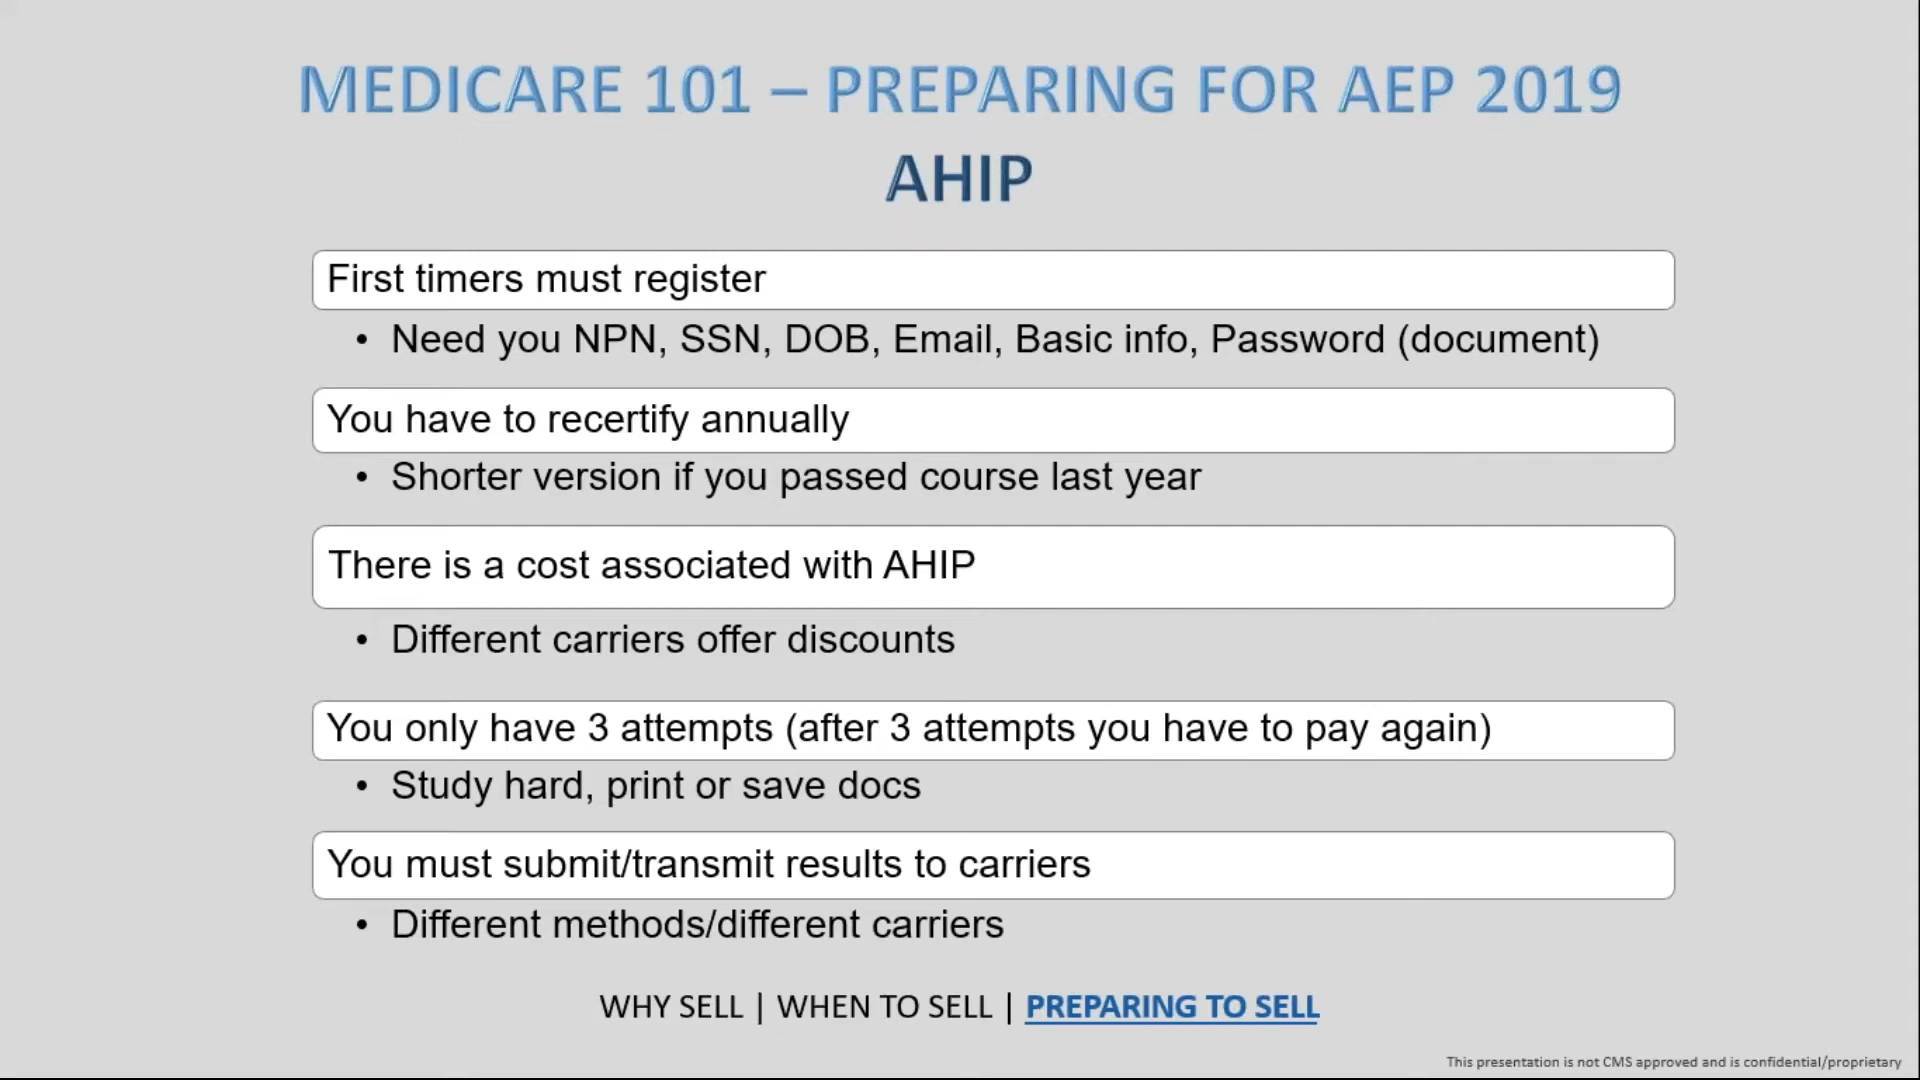 MEDICARE 101 – PREPARING FOR AEP 2019
AHIP
First timers must register
• Need you NPN, SSN, DOB, Email, Basic info, Password (document)
You have to recertify annually
• Shorter version if you passed course last year
There is a cost associated with AHIP
• Different carriers offer discounts
You only have 3 attempts (after 3 attempts you have to pay again)
• Study hard, print or save docs
You must submit/transmit results to carriers
• Different methods/different carriers
WHY SELL | WHEN TO SELL | PREPARING TO SELL
This presentation is not CMS approved and is confidential/proprietary